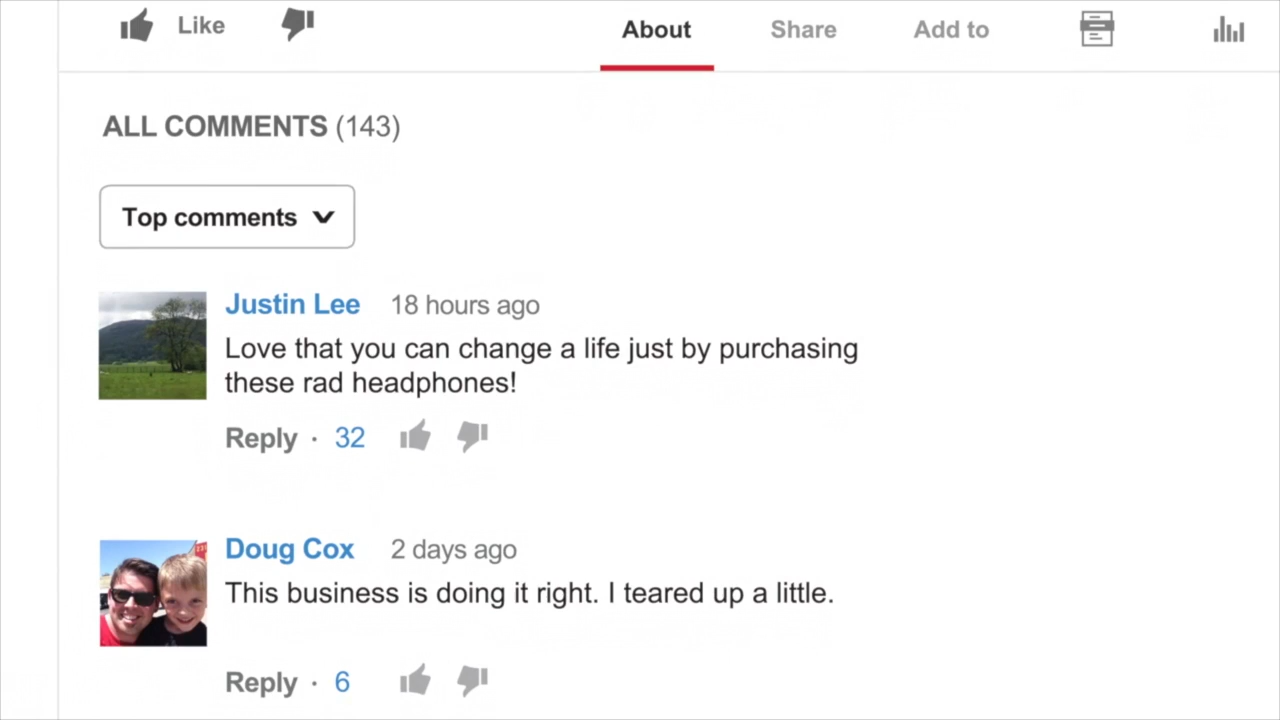 Like
About
Share
Add to
ALL COMMENTS (143)
Top comments
Justin Lee 18 hours ago
Love that you can change a life just by purchasing
these rad headphones!
Reply · 32
Doug Cox 2 days ago
This business is doing it right. I teared up a little.
Reply · 6